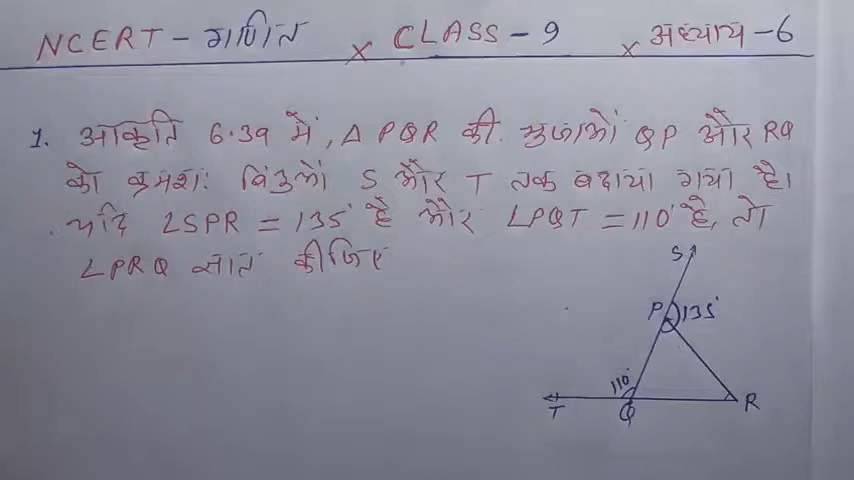 NCERT - गणित × CLASS - 9 × अध्याय - 6
1. आकृति 6.39 में, △ PQR की भुजाओं QP और RQ
को क्रमशः बिंदुओं S और T तक बढ़ाया गया है।
यदि ∠SPR = 135° है और ∠PQT = 110° है, तो
∠PRQ ज्ञात कीजिए
S
P 135°
110°
T Q R